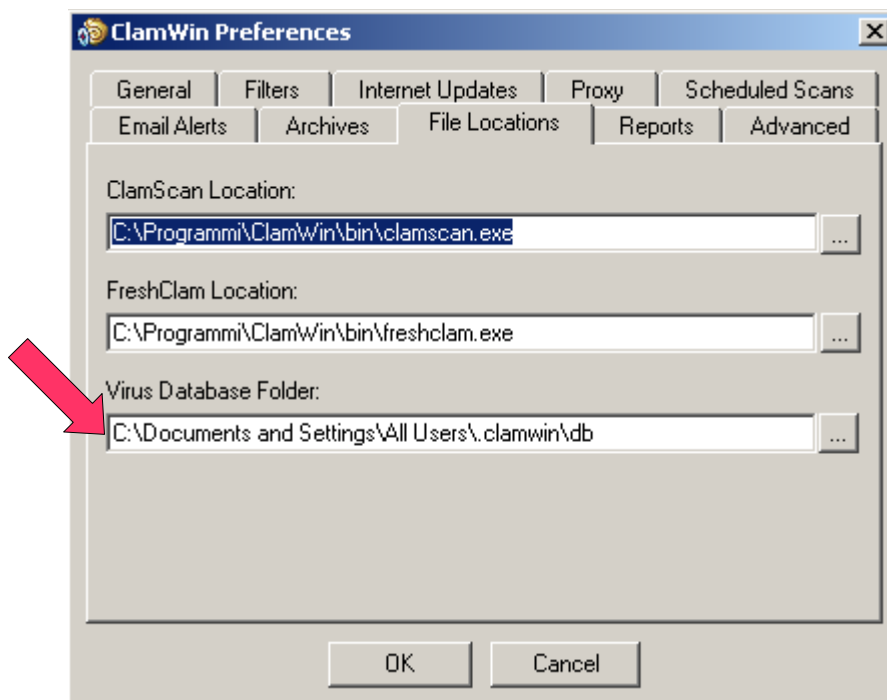 ClamWin Preferences
General Filters Internet Updates Proxy Scheduled Scans
Email Alerts Archives File Locations Reports Advanced
ClamScan Location:
C:\Programmi\ClamWin\bin\clamscan.exe
...
FreshClam Location:
C:\Programmi\ClamWin\bin\freshclam.exe
...
Virus Database Folder:
C:\Documents and Settings\All Users\.clamwin\db
...
OK Cancel